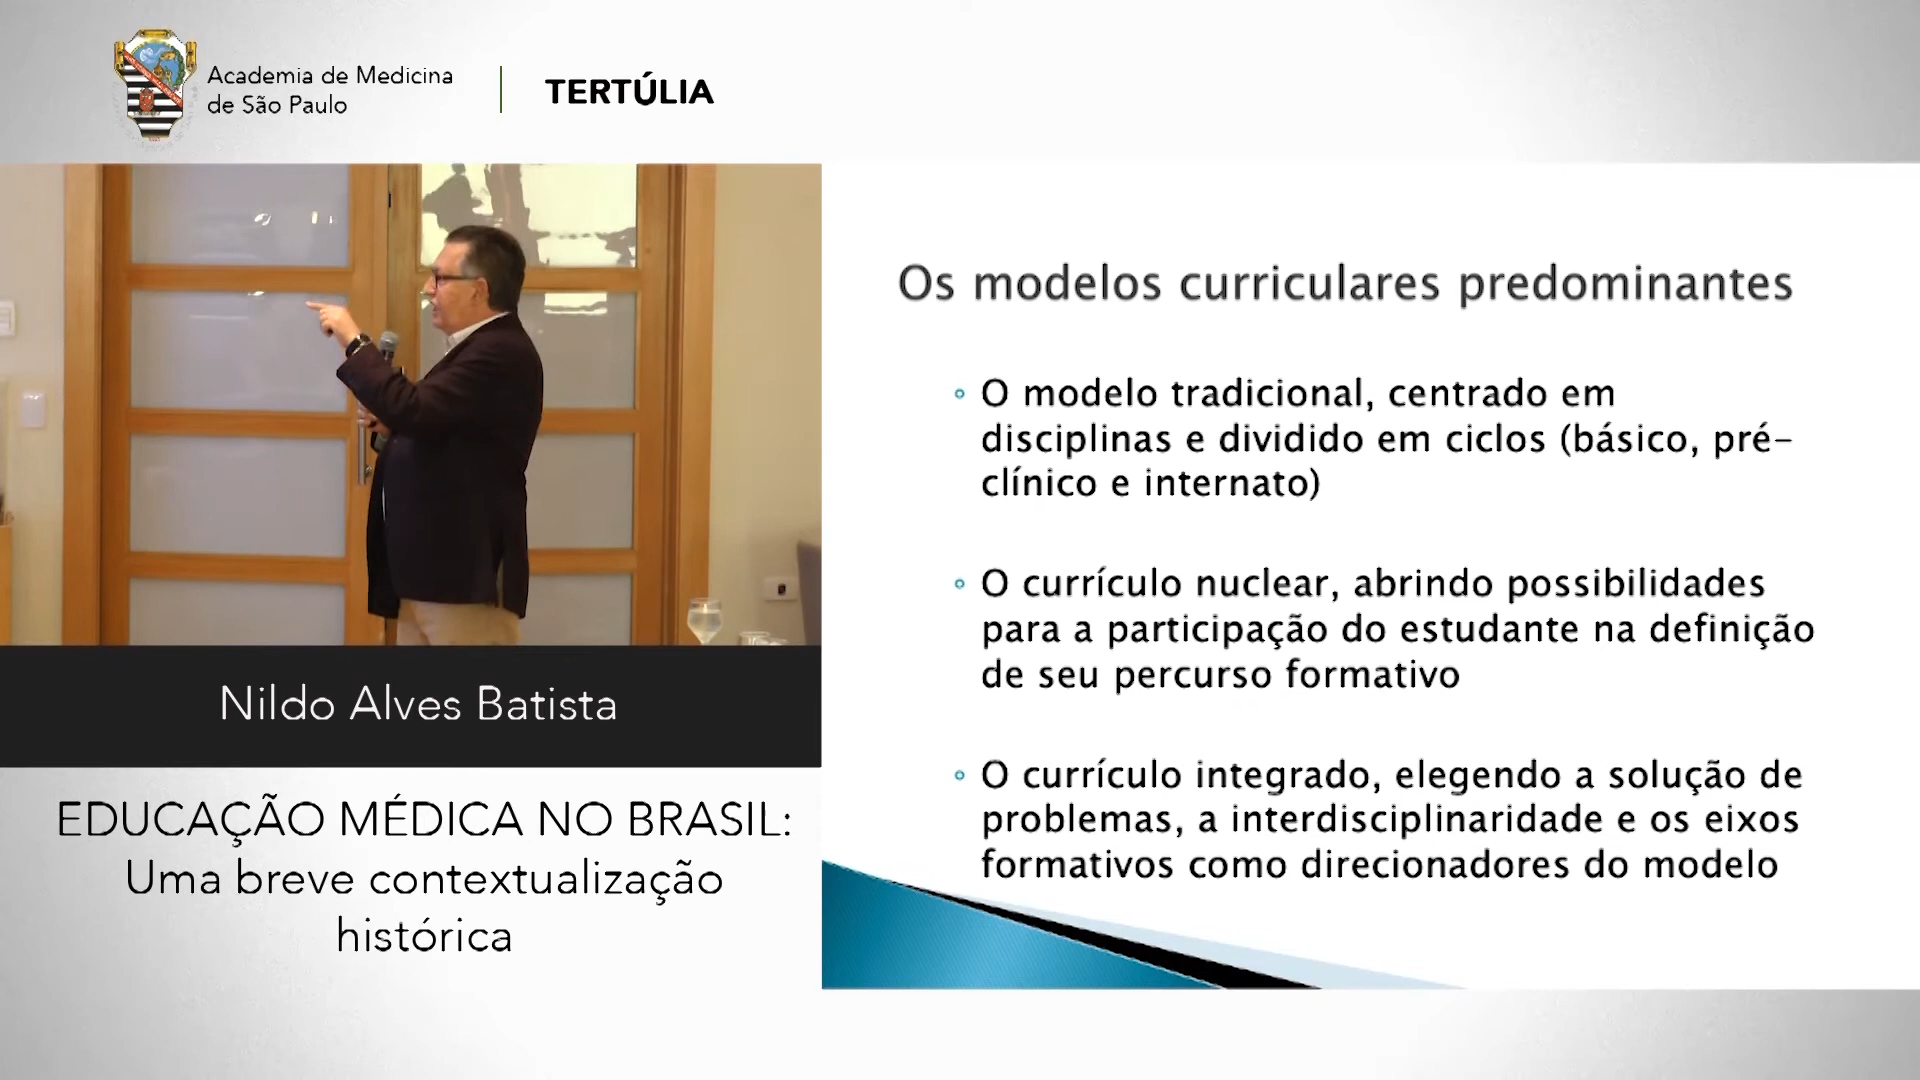 Academia de Medicina
de São Paulo
TERTÚLIA
Nildo Alves Batista
EDUCAÇÃO MÉDICA NO BRASIL:
Uma breve contextualização
histórica
Os modelos curriculares predominantes
O modelo tradicional, centrado em
disciplinas e dividido em ciclos (básico, pré-
clínico e internato)
O currículo nuclear, abrindo possibilidades
para a participação do estudante na definição
de seu percurso formativo
O currículo integrado, elegendo a solução de
problemas, a interdisciplinaridade e os eixos
formativos como direcionadores do modelo